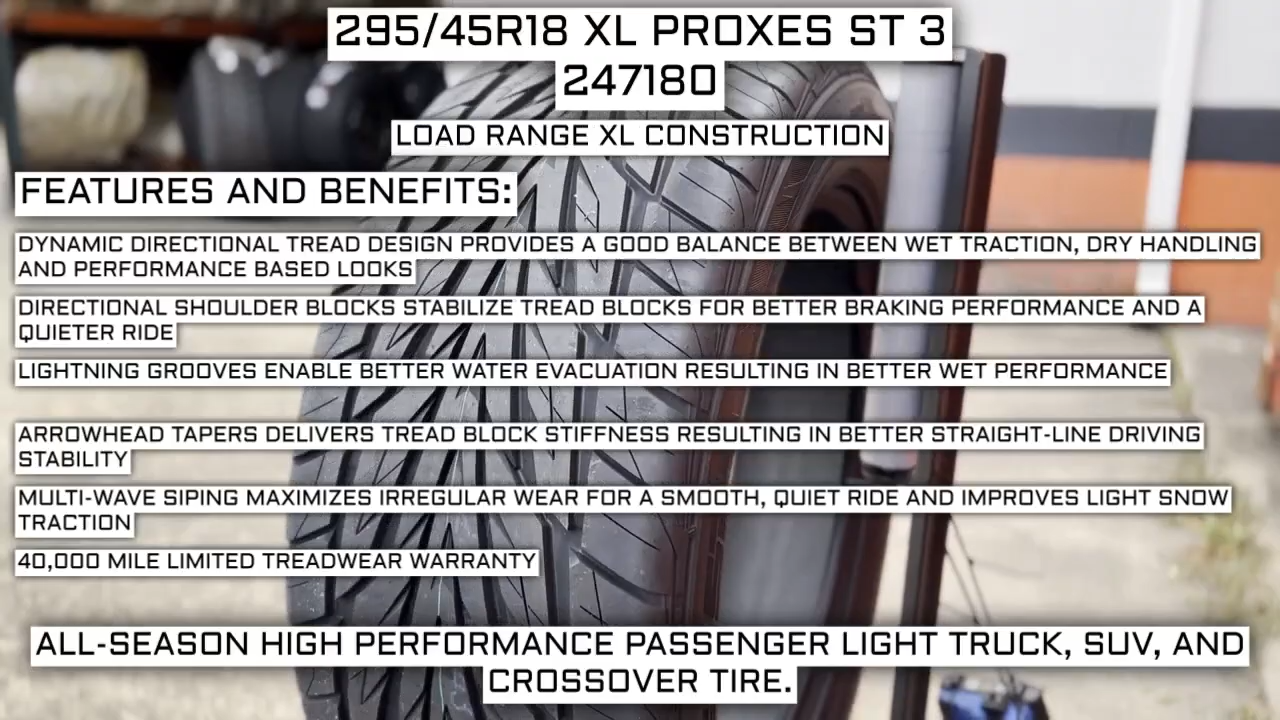 295/45R18 XL PROXES ST 3
247180
LOAD RANGE XL CONSTRUCTION
FEATURES AND BENEFITS:
DYNAMIC DIRECTIONAL TREAD DESIGN PROVIDES A GOOD BALANCE BETWEEN WET TRACTION, DRY HANDLING
AND PERFORMANCE BASED LOOKS
DIRECTIONAL SHOULDER BLOCKS STABILIZE TREAD BLOCKS FOR BETTER BRAKING PERFORMANCE AND A
QUIETER RIDE
LIGHTNING GROOVES ENABLE BETTER WATER EVACUATION RESULTING IN BETTER WET PERFORMANCE
ARROWHEAD TAPERS DELIVERS TREAD BLOCK STIFFNESS RESULTING IN BETTER STRAIGHT-LINE DRIVING
STABILITY
MULTI-WAVE SIPING MAXIMIZES IRREGULAR WEAR FOR A SMOOTH, QUIET RIDE AND IMPROVES LIGHT SNOW
TRACTION
40,000 MILE LIMITED TREADWEAR WARRANTY
ALL-SEASON HIGH PERFORMANCE PASSENGER LIGHT TRUCK, SUV, AND
CROSSOVER TIRE.